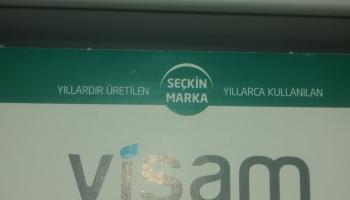 YILLARDIR ÜRETİLEN SEÇKİN MARKA YILLARCA KULLANILAN
visam